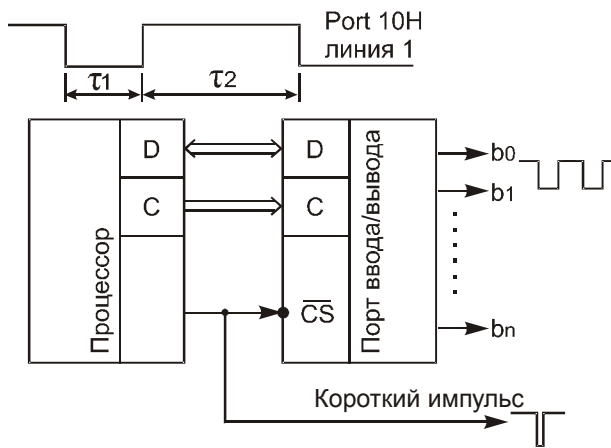 Port 10H
линия 1
τ1
τ2
Процессор
D
C
D
C
CS
Порт ввода/вывода
b0
b1
bn
Короткий импульс